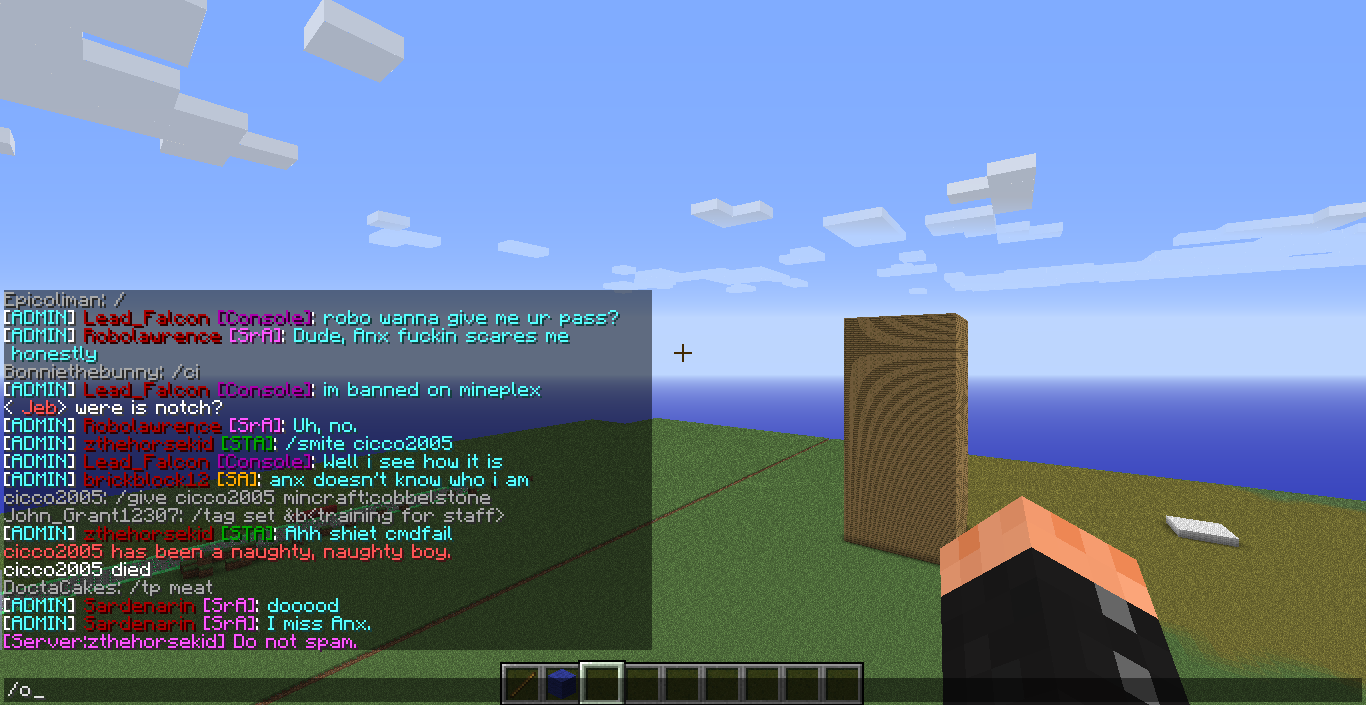 Epicoliman: /
[ADMIN] Lead_Falcon [Console]: robo wanna give me ur pass?
[ADMIN] Robolawrence [SrA]: Dude, Anx fuckin scares me
honestly
Bonniethebunny: /ci
[ADMIN] Lead_Falcon [Console]: im banned on mineplex
< Jeb> were is notch?
[ADMIN] Robolawrence [SrA]: Uh, no.
[ADMIN] zthehorsekid [STA]: /smite cicco2005
[ADMIN] Lead_Falcon [Console]: Well i see how it is
[ADMIN] brickblock12 [SA]: anx doesn't know who i am
cicco2005: /give cicco2005 mincraft:cobbelstone
John_Grant12307: /tag set &b<training for staff>
[ADMIN] zthehorsekid [STA]: Ahh shiet cmdfail
cicco2005 has been a naughty, naughty boy.
cicco2005 died
DoctaCakes: /tp meat
[ADMIN] Sardenarin [SrA]: dooood
[ADMIN] Sardenarin [SrA]: I miss Anx.
[Server:zthehorsekid] Do not spam.
/o_